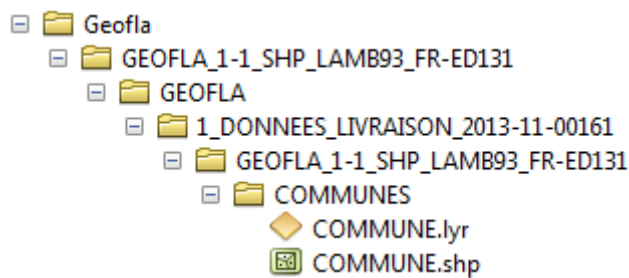 Geofla
GEOFLA_1-1_SHP_LAMB93_FR-ED131
GEOFLA
1_DONNEES_LIVRAISON_2013-11-00161
GEOFLA_1-1_SHP_LAMB93_FR-ED131
COMMUNES
COMMUNE.lyr
COMMUNE.shp